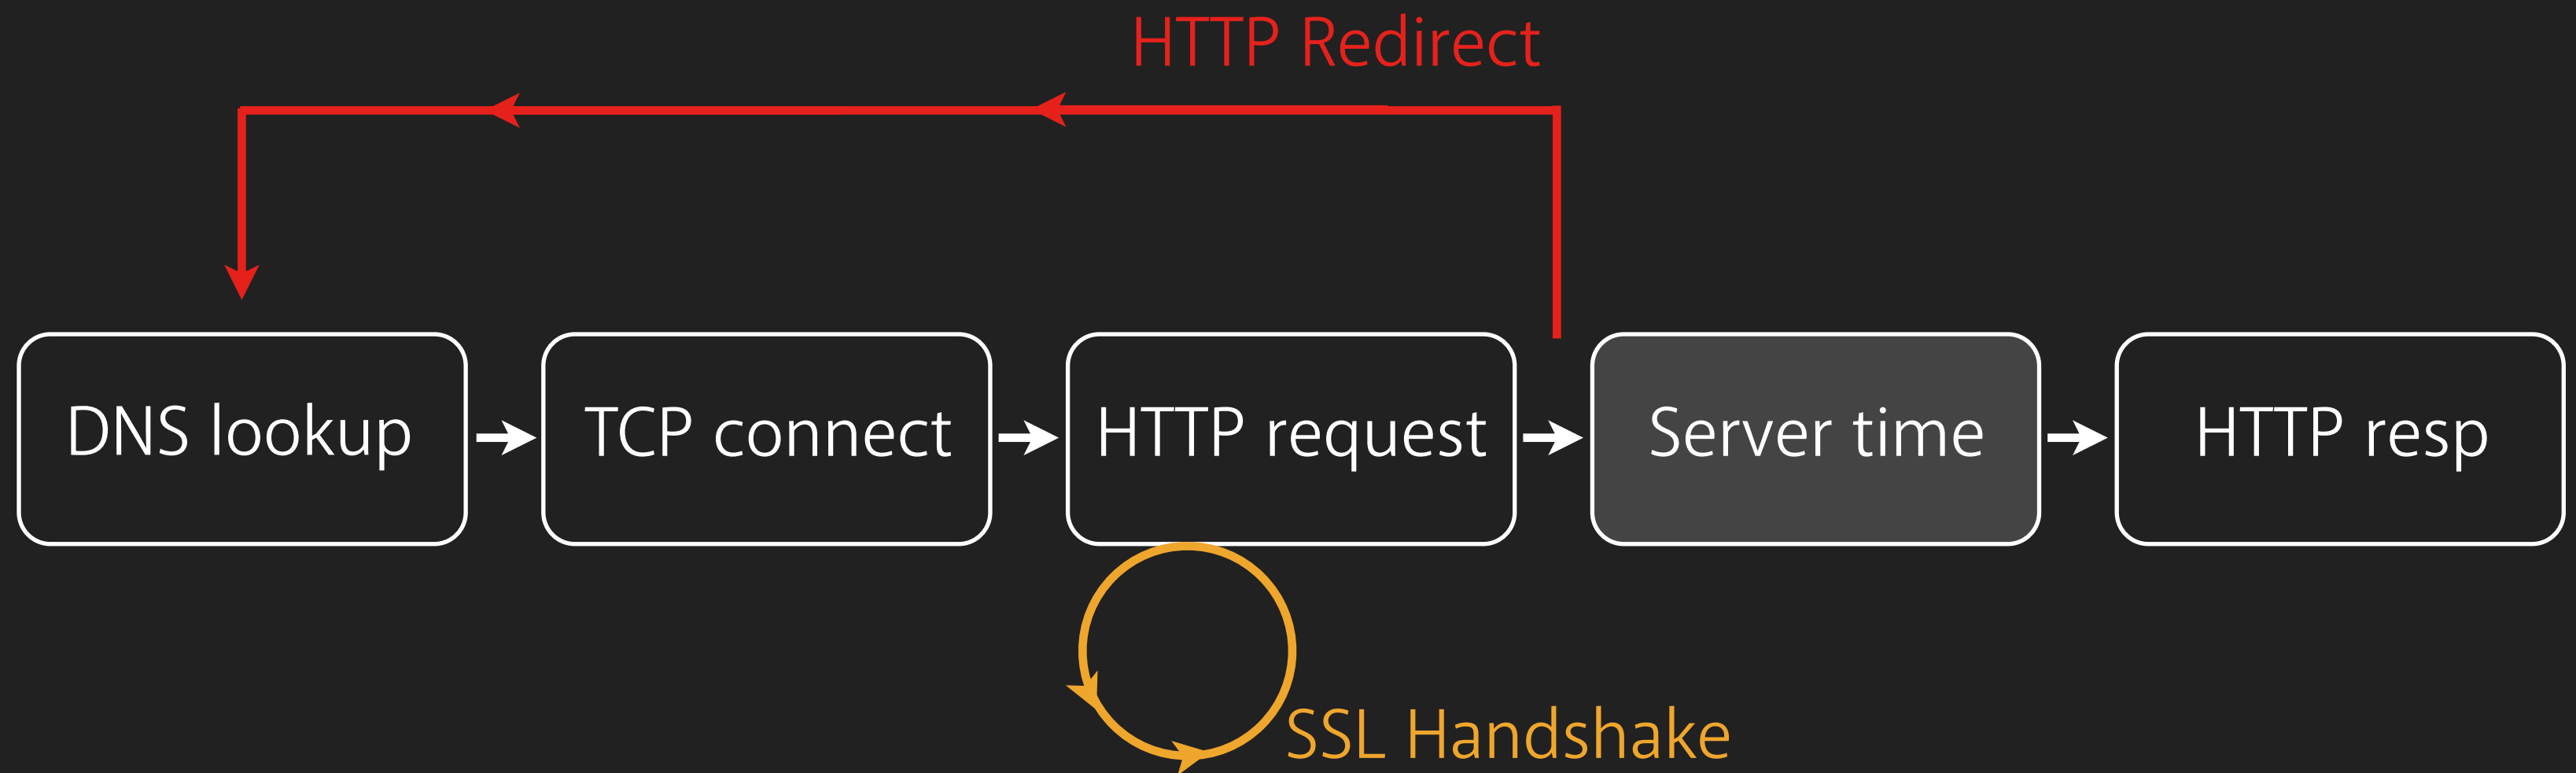 HTTP Redirect
DNS lookup
TCP connect
HTTP request
Server time
HTTP resp
SSL Handshake